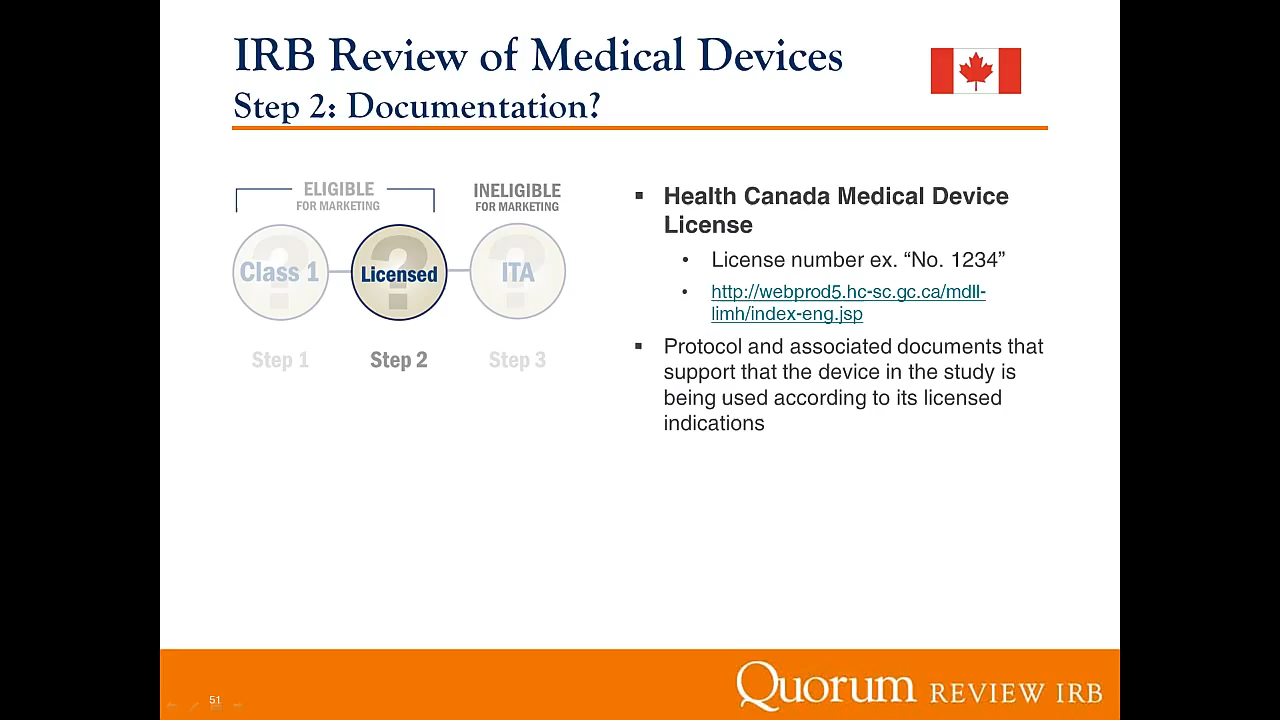 IRB Review of Medical Devices
Step 2: Documentation?
ELIGIBLE
FOR MARKETING
INELIGIBLE
FOR MARKETING
Class 1
Licensed
ITA
Step 1
Step 2
Step 3
▪ Health Canada Medical Device
License
• License number ex. “No. 1234”
• http://webprod5.hc-sc.gc.ca/mdll-
limh/index-eng.jsp
▪ Protocol and associated documents that
support that the device in the study is
being used according to its licensed
indications
51
Quorum REVIEW IRB